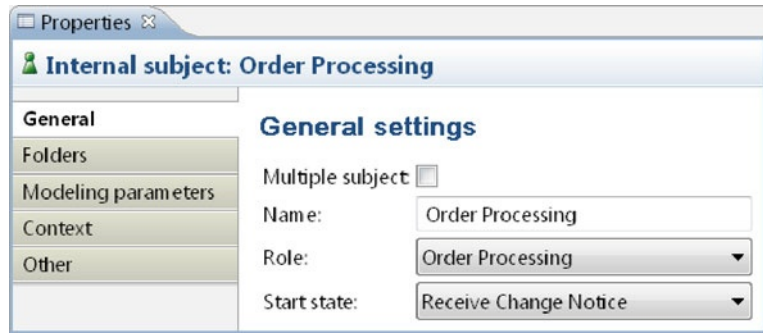 Properties
Internal subject: Order Processing
General
Folders
Modeling parameters
Context
Other
General settings
Multiple subject:
Name: Order Processing
Role: Order Processing
Start state: Receive Change Notice